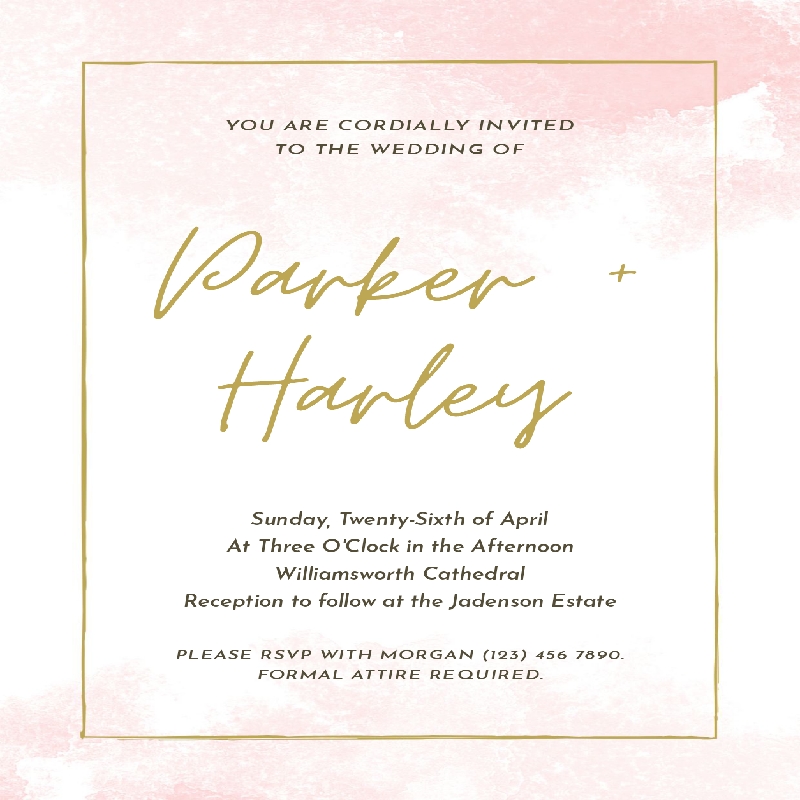 YOU ARE CORDIALLY INVITED
TO THE WEDDING OF
Parker +
Harley
Sunday, Twenty-Sixth of April
At Three O'Clock in the Afternoon
Williamsworth Cathedral
Reception to follow at the Jadenson Estate
PLEASE RSVP WITH MORGAN (123) 456 7890.
FORMAL ATTIRE REQUIRED.